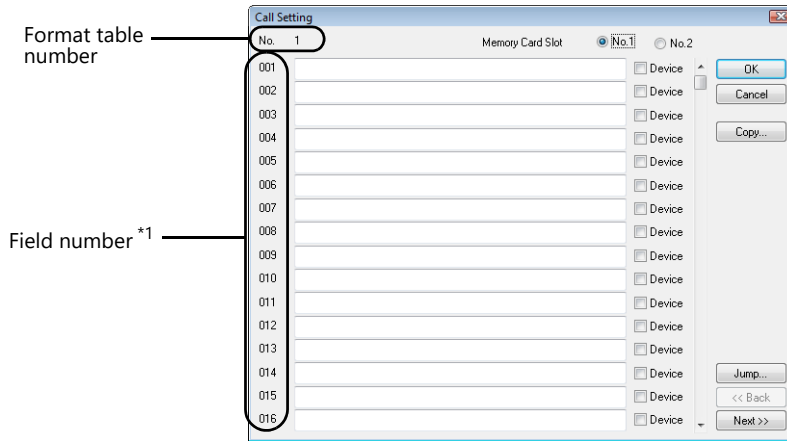 Call Setting
Format table
number
No. 1 Memory Card Slot No.1 No.2
001 Device OK
002 Device Cancel
003 Device
004 Device Copy...
005 Device
006 Device
007 Device
008 Device
Field number *1
009 Device
010 Device
011 Device
012 Device
013 Device
014 Device Jump...
015 Device << Back
016 Device Next >>